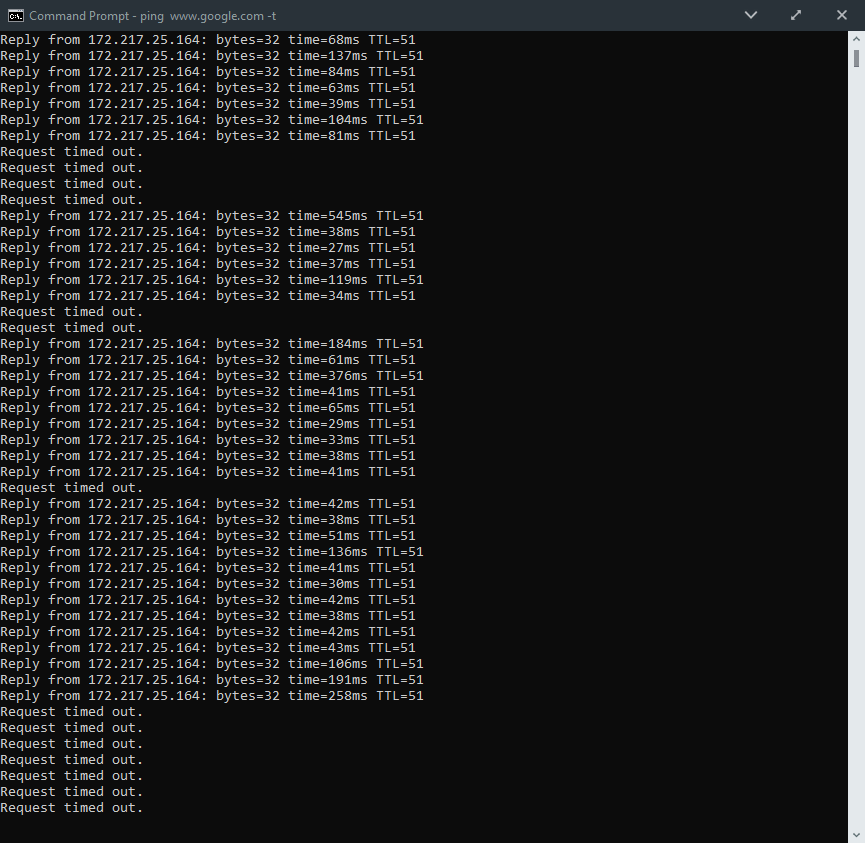 Command Prompt - ping  www.google.com -t
Reply from 172.217.25.164: bytes=32 time=68ms TTL=51
Reply from 172.217.25.164: bytes=32 time=137ms TTL=51
Reply from 172.217.25.164: bytes=32 time=84ms TTL=51
Reply from 172.217.25.164: bytes=32 time=63ms TTL=51
Reply from 172.217.25.164: bytes=32 time=39ms TTL=51
Reply from 172.217.25.164: bytes=32 time=104ms TTL=51
Reply from 172.217.25.164: bytes=32 time=81ms TTL=51
Request timed out.
Request timed out.
Request timed out.
Request timed out.
Reply from 172.217.25.164: bytes=32 time=545ms TTL=51
Reply from 172.217.25.164: bytes=32 time=38ms TTL=51
Reply from 172.217.25.164: bytes=32 time=27ms TTL=51
Reply from 172.217.25.164: bytes=32 time=37ms TTL=51
Reply from 172.217.25.164: bytes=32 time=119ms TTL=51
Reply from 172.217.25.164: bytes=32 time=34ms TTL=51
Request timed out.
Request timed out.
Reply from 172.217.25.164: bytes=32 time=184ms TTL=51
Reply from 172.217.25.164: bytes=32 time=61ms TTL=51
Reply from 172.217.25.164: bytes=32 time=376ms TTL=51
Reply from 172.217.25.164: bytes=32 time=41ms TTL=51
Reply from 172.217.25.164: bytes=32 time=65ms TTL=51
Reply from 172.217.25.164: bytes=32 time=29ms TTL=51
Reply from 172.217.25.164: bytes=32 time=33ms TTL=51
Reply from 172.217.25.164: bytes=32 time=38ms TTL=51
Reply from 172.217.25.164: bytes=32 time=41ms TTL=51
Request timed out.
Reply from 172.217.25.164: bytes=32 time=42ms TTL=51
Reply from 172.217.25.164: bytes=32 time=38ms TTL=51
Reply from 172.217.25.164: bytes=32 time=51ms TTL=51
Reply from 172.217.25.164: bytes=32 time=136ms TTL=51
Reply from 172.217.25.164: bytes=32 time=41ms TTL=51
Reply from 172.217.25.164: bytes=32 time=30ms TTL=51
Reply from 172.217.25.164: bytes=32 time=42ms TTL=51
Reply from 172.217.25.164: bytes=32 time=38ms TTL=51
Reply from 172.217.25.164: bytes=32 time=42ms TTL=51
Reply from 172.217.25.164: bytes=32 time=43ms TTL=51
Reply from 172.217.25.164: bytes=32 time=106ms TTL=51
Reply from 172.217.25.164: bytes=32 time=191ms TTL=51
Reply from 172.217.25.164: bytes=32 time=258ms TTL=51
Request timed out.
Request timed out.
Request timed out.
Request timed out.
Request timed out.
Request timed out.
Request timed out.